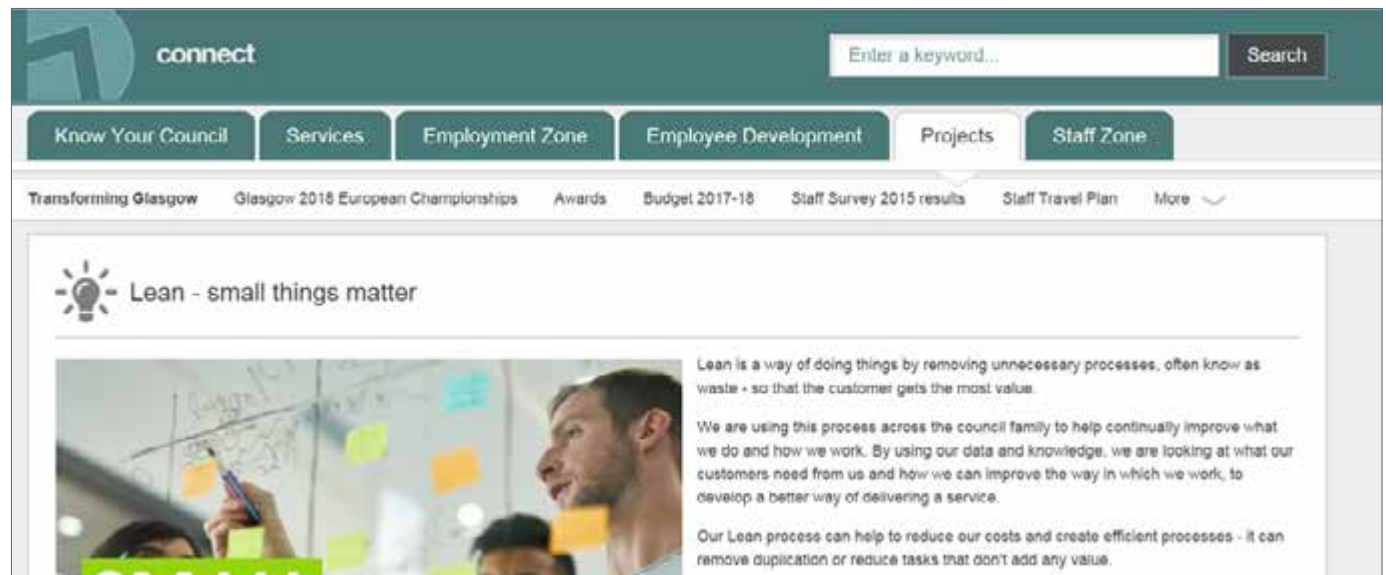 connect
Enter a keyword...
Search
Know Your Council
Services
Employment Zone
Employee Development
Projects
Staff Zone
Transforming Glasgow
Glasgow 2018 European Championships
Awards
Budget 2017-18
Staff Survey 2015 results
Staff Travel Plan
More
Lean - small things matter
Lean is a way of doing things by removing unnecessary processes, often know as
waste - so that the customer gets the most value.
We are using this process across the council family to help continually improve what
we do and how we work. By using our data and knowledge, we are looking at what our
customers need from us and how we can improve the way in which we work, to
develop a better way of delivering a service.
Our Lean process can help to reduce our costs and create efficient processes - it can
remove duplication or reduce tasks that don't add any value.